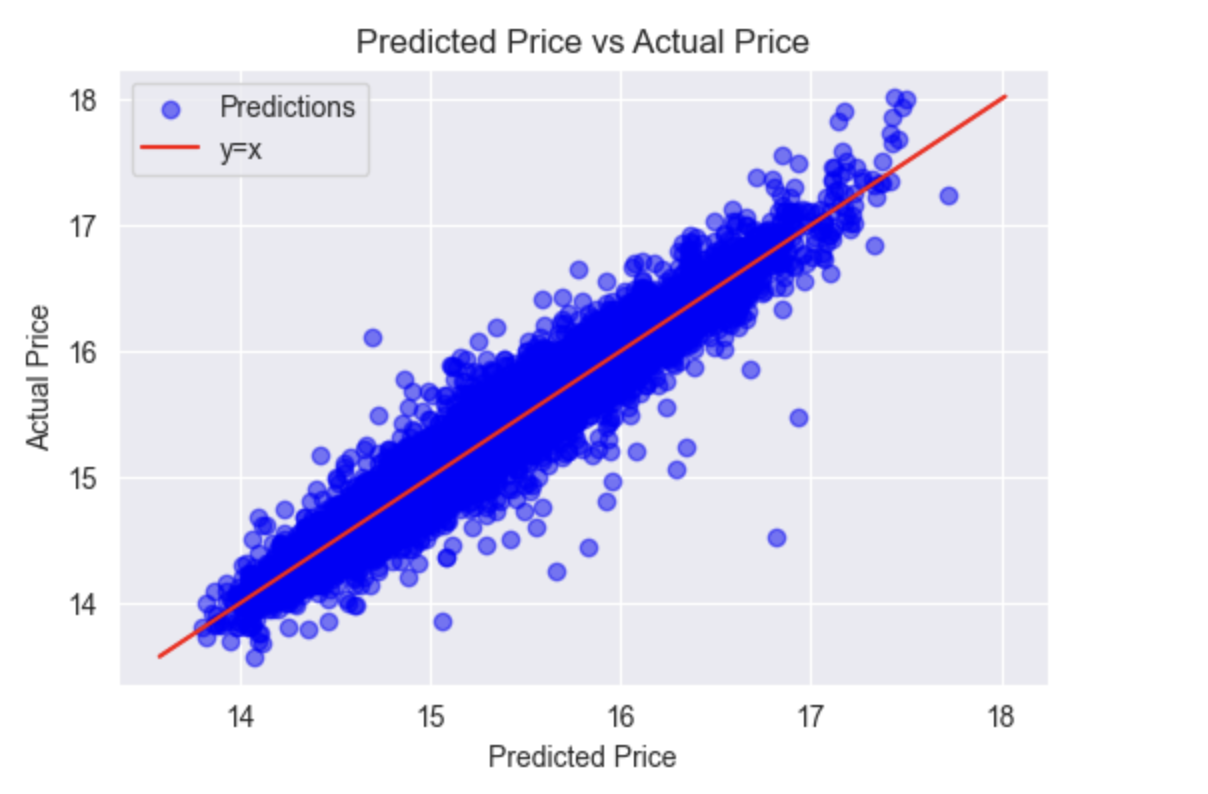 Predicted Price vs Actual Price
Predictions
y=x
18
17
16
15
14
Actual Price
14 15 16 17 18
Predicted Price